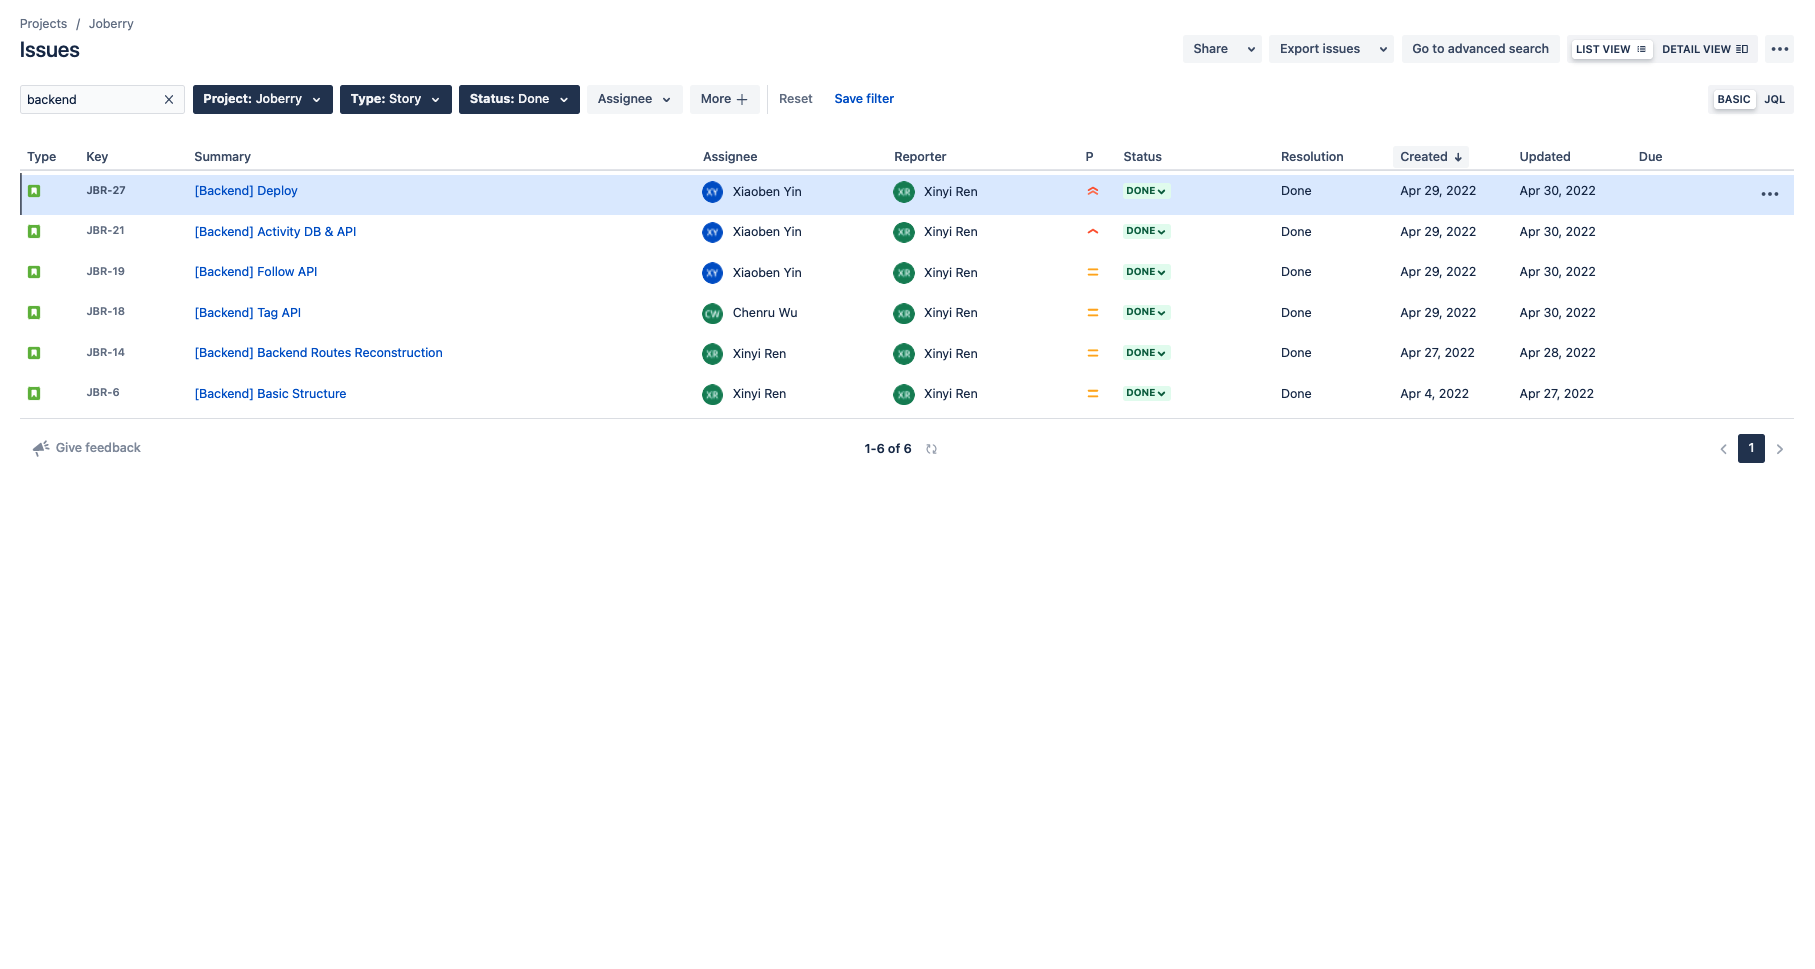 Projects / Joberry
Issues
Share Export issues Go to advanced search LIST VIEW DETAIL VIEW
backend Project: Joberry Type: Story Status: Done Assignee More Reset Save filter BASIC JQL
Type Key Summary Assignee Reporter P Status Resolution Created Updated Due
JBR-27 [Backend] Deploy XY Xiaoben Yin XR Xinyi Ren DONE Done Apr 29, 2022 Apr 30, 2022
JBR-21 [Backend] Activity DB & API XY Xiaoben Yin XR Xinyi Ren DONE Done Apr 29, 2022 Apr 30, 2022
JBR-19 [Backend] Follow API XY Xiaoben Yin XR Xinyi Ren DONE Done Apr 29, 2022 Apr 30, 2022
JBR-18 [Backend] Tag API CW Chenru Wu XR Xinyi Ren DONE Done Apr 29, 2022 Apr 30, 2022
JBR-14 [Backend] Backend Routes Reconstruction XR Xinyi Ren XR Xinyi Ren DONE Done Apr 27, 2022 Apr 28, 2022
JBR-6 [Backend] Basic Structure XR Xinyi Ren XR Xinyi Ren DONE Done Apr 4, 2022 Apr 27, 2022
Give feedback 1-6 of 6 1